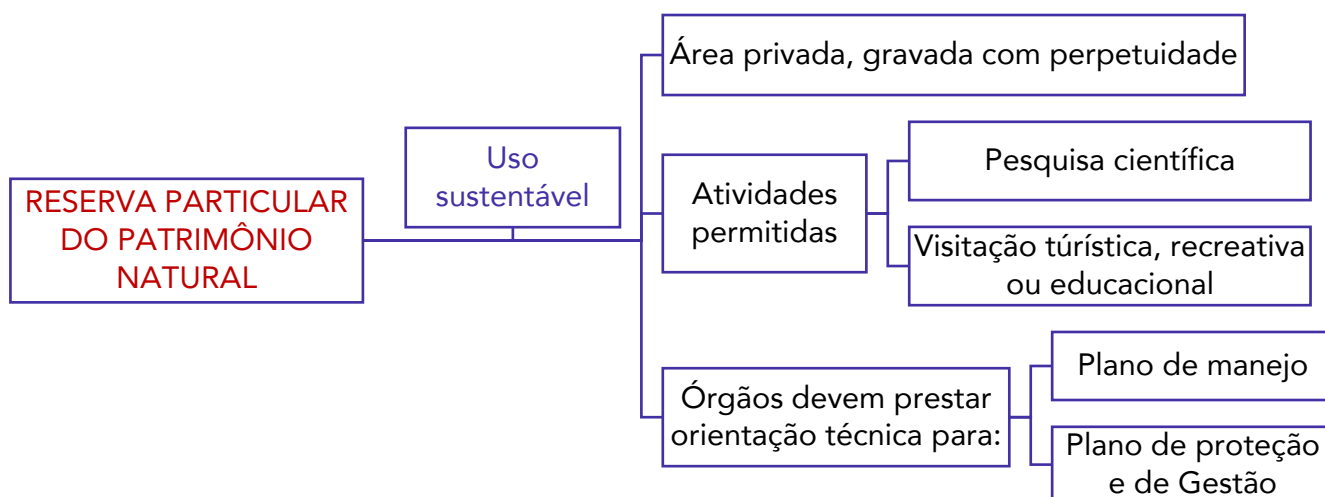 RESERVA PARTICULAR
DO PATRIMÔNIO
NATURAL
Uso
sustentável
Área privada, gravada com perpetuidade
Atividades
permitidas
Pesquisa científica
Visitação túrística, recreativa
ou educacional
Órgãos devem prestar
orientação técnica para:
Plano de manejo
Plano de proteção
e de Gestão